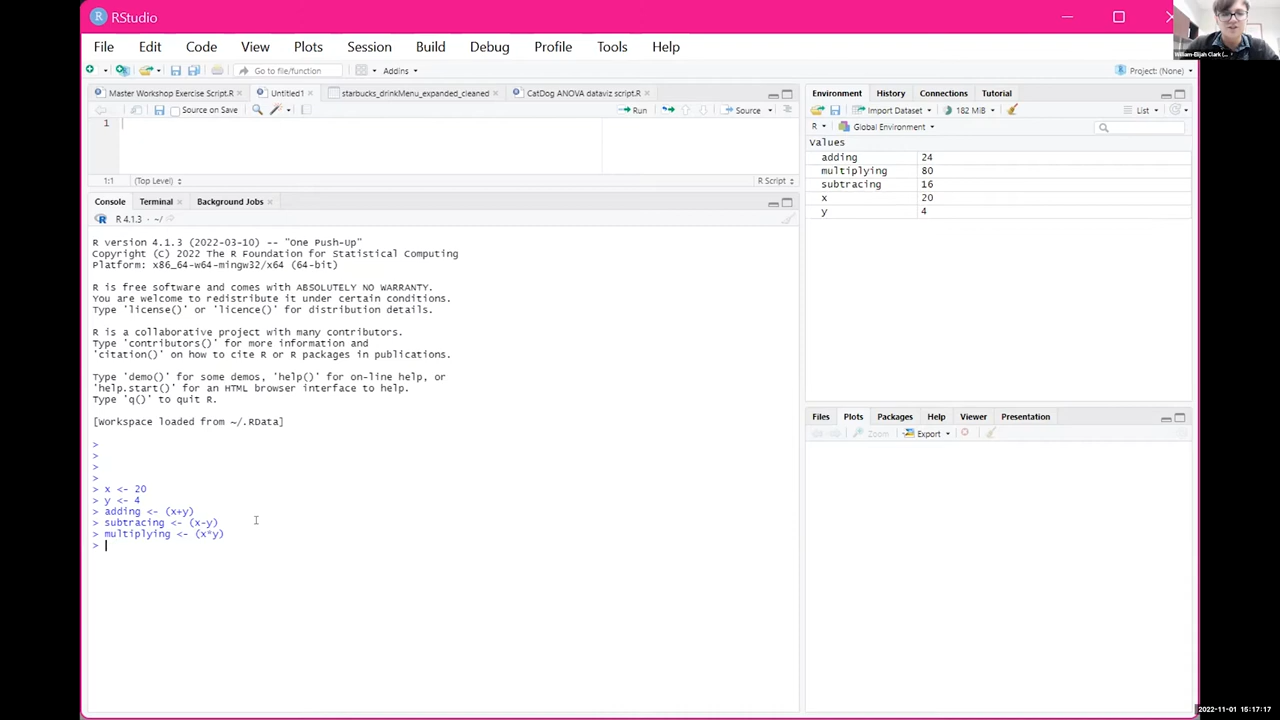 RStudio
File Edit Code View Plots Session Build Debug Profile Tools Help
Go to file/function Addins Project: (None)
Master Workshop Exercise Script.R Untitled1 starbucks_drinkMenu_expanded_cleaned CatDog ANOVA dataviz script.R
Source on Save Run Source
1
1:1 (Top Level) R Script
Console Terminal Background Jobs
R 4.1.3 · ~/
R version 4.1.3 (2022-03-10) -- "One Push-Up"
Copyright (C) 2022 The R Foundation for Statistical Computing
Platform: x86_64-w64-mingw32/x64 (64-bit)
R is free software and comes with ABSOLUTELY NO WARRANTY.
You are welcome to redistribute it under certain conditions.
Type 'license()' or 'licence()' for distribution details.
R is a collaborative project with many contributors.
Type 'contributors()' for more information and
'citation()' on how to cite R or R packages in publications.
Type 'demo()' for some demos, 'help()' for on-line help, or
'help.start()' for an HTML browser interface to help.
Type 'q()' to quit R.
[Workspace loaded from ~/.RData]
>
>
>
>
> x <- 20
> y <- 4
> adding <- (x+y)
> subtracing <- (x-y)
> multiplying <- (x*y)
>
Environment History Connections Tutorial
Import Dataset 182 MiB List
R Global Environment
Values
adding 24
multiplying 80
subtracing 16
x 20
y 4
Files Plots Packages Help Viewer Presentation
Zoom Export
William-Elijah Clark (...
2022-11-01 15:17:17